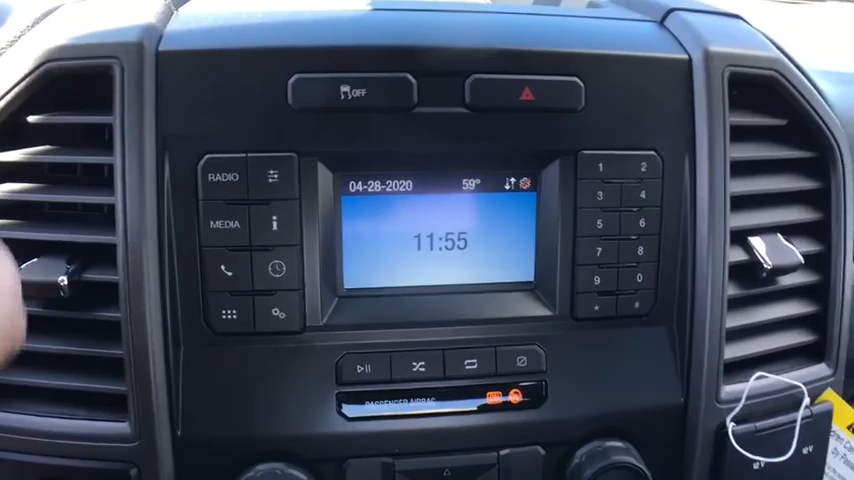 OFF
RADIO
MEDIA
i
04-28-2020 59°
11:55
1 2
3 4
5 6
7 8
9 0
* #
PASSENGER AIRBAG